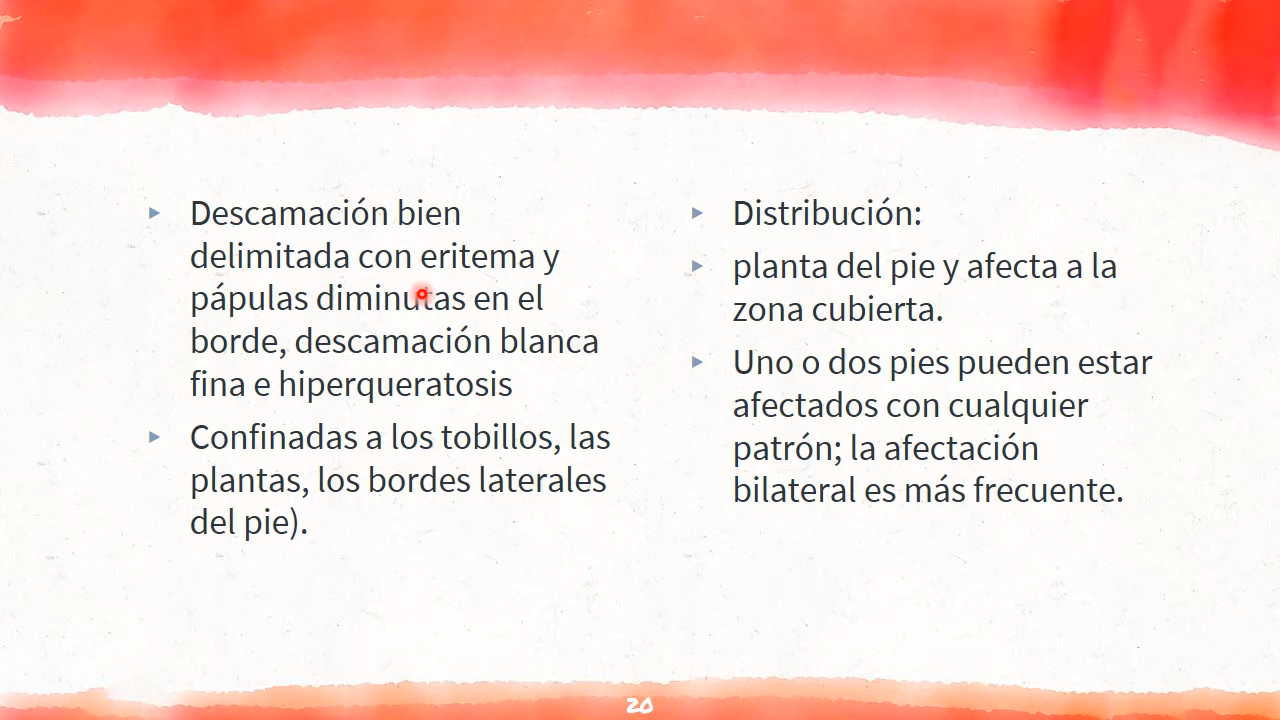 Descamación bien
delimitada con eritema y
pápulas diminutas en el
borde, descamación blanca
fina e hiperqueratosis
Confinadas a los tobillos, las
plantas, los bordes laterales
del pie).
Distribución:
planta del pie y afecta a la
zona cubierta.
Uno o dos pies pueden estar
afectados con cualquier
patrón; la afectación
bilateral es más frecuente.
20